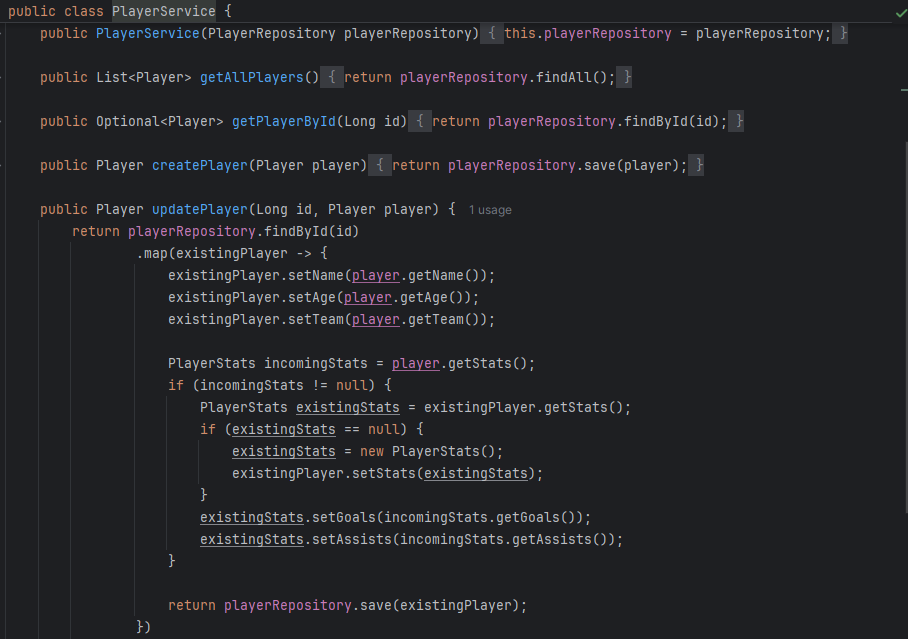 public class PlayerService {
public PlayerService(PlayerRepository playerRepository) { this.playerRepository = playerRepository; }
public List<Player> getAllPlayers() { return playerRepository.findAll(); }
public Optional<Player> getPlayerById(Long id) { return playerRepository.findById(id); }
public Player createPlayer(Player player) { return playerRepository.save(player); }
public Player updatePlayer(Long id, Player player) { 1 usage
return playerRepository.findById(id)
.map(existingPlayer -> {
existingPlayer.setName(player.getName());
existingPlayer.setAge(player.getAge());
existingPlayer.setTeam(player.getTeam());
PlayerStats incomingStats = player.getStats();
if (incomingStats != null) {
PlayerStats existingStats = existingPlayer.getStats();
if (existingStats == null) {
existingStats = new PlayerStats();
existingPlayer.setStats(existingStats);
}
existingStats.setGoals(incomingStats.getGoals());
existingStats.setAssists(incomingStats.getAssists());
}
return playerRepository.save(existingPlayer);
})